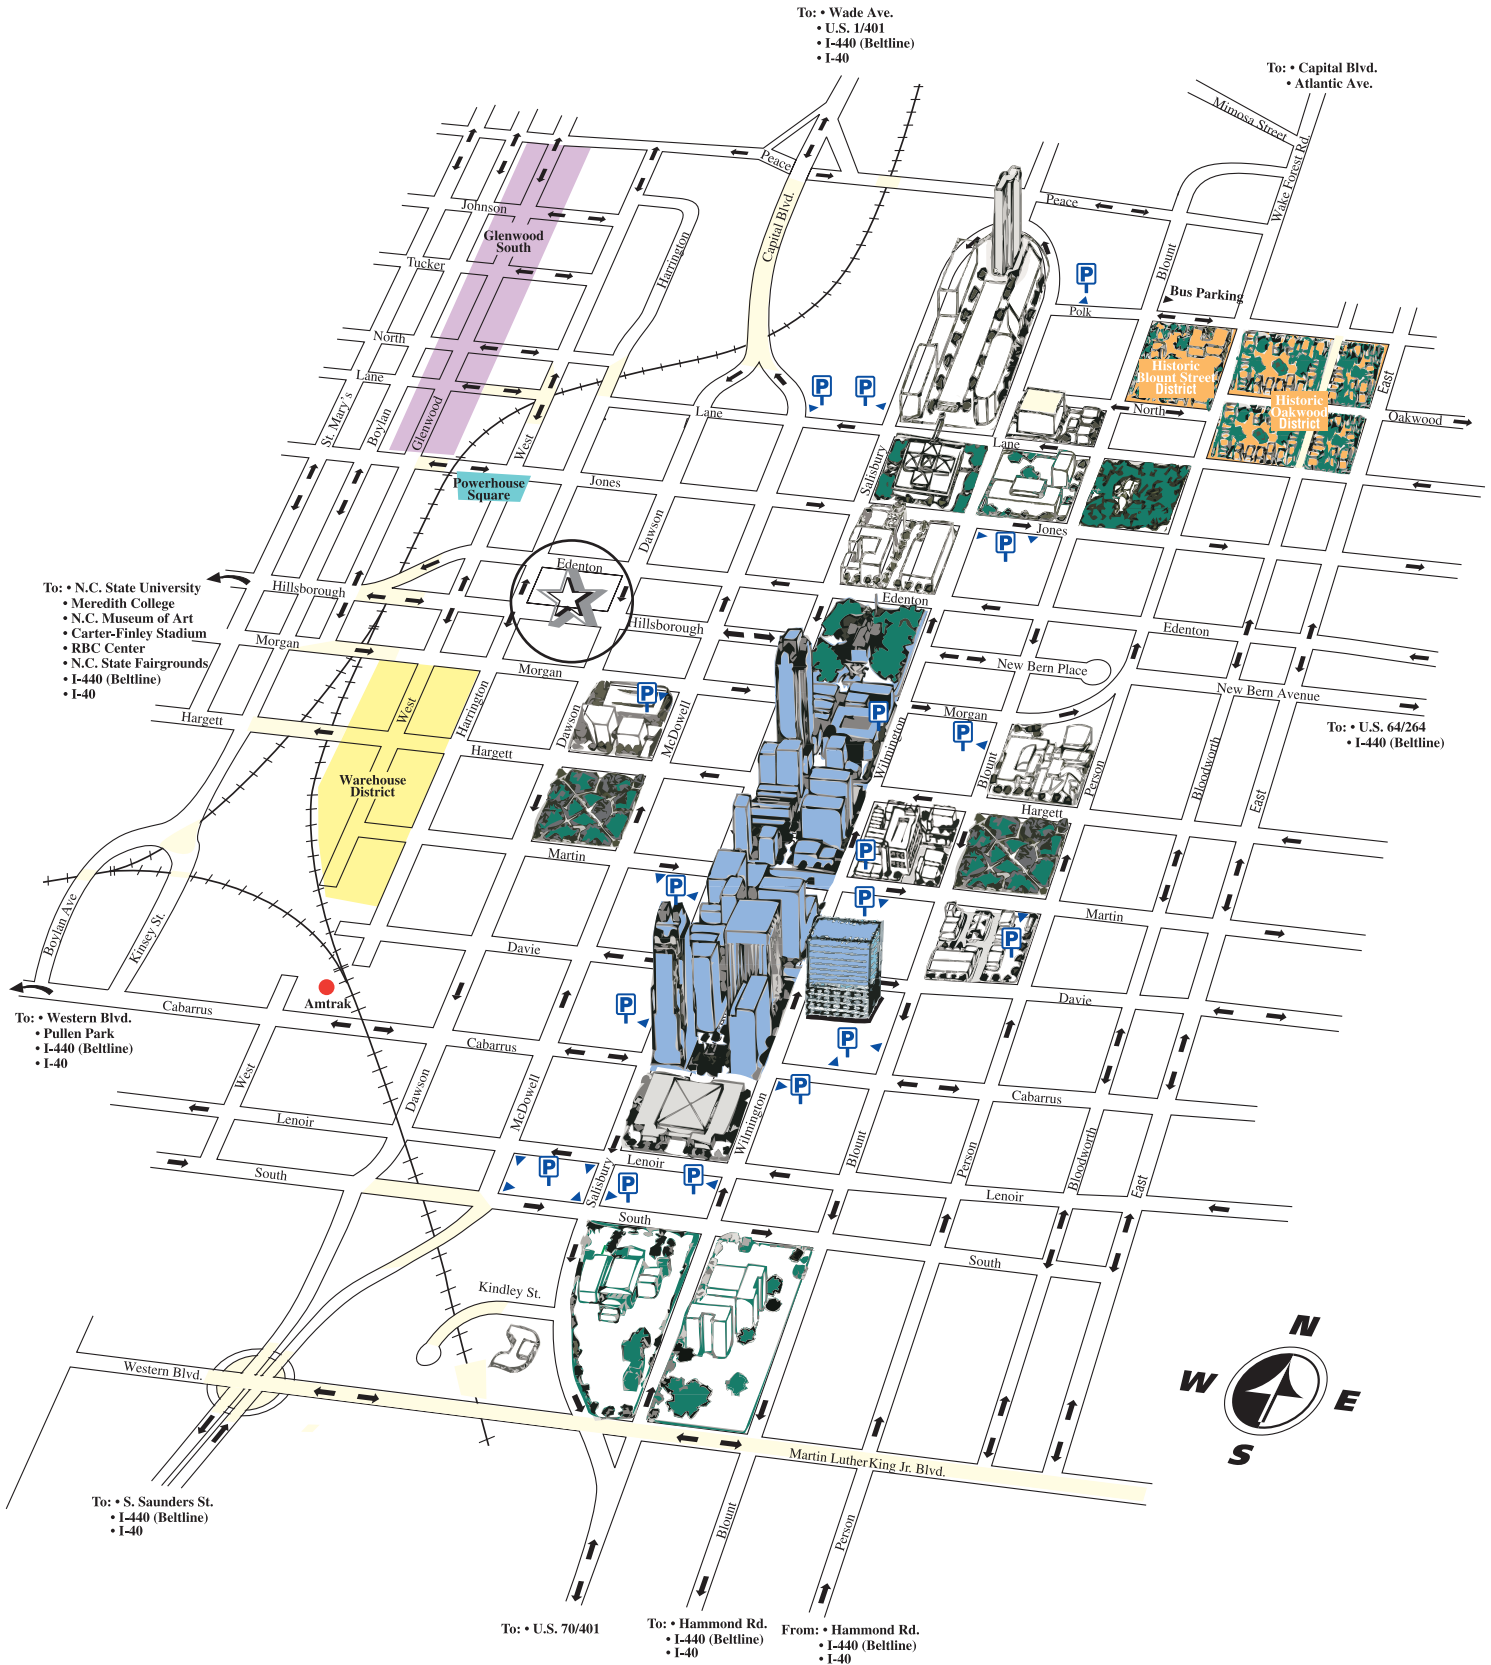 To: • Wade Ave.
• U.S. 1/401
• I-440 (Beltline)
• I-40
To: • Capital Blvd.
• Atlantic Ave.
Mimosa Street
Wake Forest Rd.
Peace
Johnson
Glenwood
South
Capital Blvd.
Harrington
Peace
Blount
Tucker
P
Bus Parking
Polk
North
Lane
St. Mary's
Boylan
Glenwood
West
Lane
P
P
Historic
Blount Street
District
Historic
Oakwood
District
East
North
Oakwood
Lane
Salisbury
Powerhouse
Square
Jones
Dawson
Jones
P
Edenton
Hillsborough
Hillsborough
Edenton
Edenton
To: • N.C. State University
• Meredith College
• N.C. Museum of Art
• Carter-Finley Stadium
• RBC Center
• N.C. State Fairgrounds
• I-440 (Beltline)
• I-40
Morgan
Morgan
New Bern Place
New Bern Avenue
To: • U.S. 64/264
• I-440 (Beltline)
Hargett
West
Harrington
Dawson
P
McDowell
P
Wilmington
Morgan
P
Blount
Person
Bloodworth
East
Hargett
Hargett
Warehouse
District
Martin
P
P
P
Martin
P
Boylan Ave
Kinsey St.
Davie
Davie
Amtrak
Cabarrus
P
P
P
To: • Western Blvd.
• Pullen Park
• I-440 (Beltline)
• I-40
Cabarrus
Cabarrus
West
Dawson
McDowell
Wilmington
Blount
Person
Bloodworth
East
Lenoir
Lenoir
Lenoir
South
P
Salisbury
P
P
South
South
Kindley St.
Western Blvd.
N
W
E
S
Martin Luther King Jr. Blvd.
To: • S. Saunders St.
• I-440 (Beltline)
• I-40
Blount
Person
To: • U.S. 70/401
To: • Hammond Rd.
• I-440 (Beltline)
• I-40
From: • Hammond Rd.
• I-440 (Beltline)
• I-40